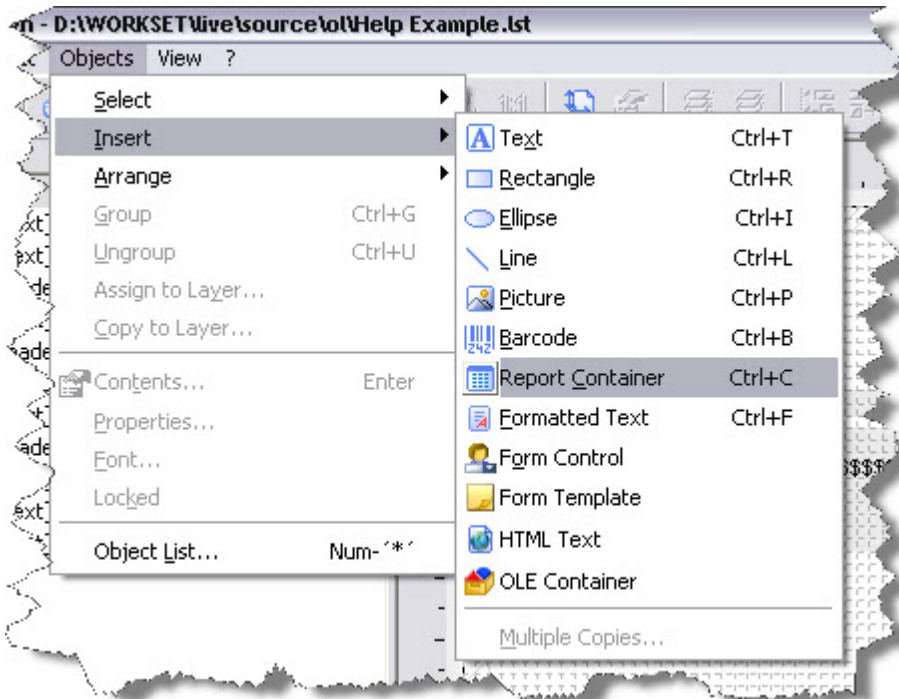 n - D:\WORKSET\live\source\ol\Help Example.lst
Objects View ?
Select
Insert
Arrange
Group Ctrl+G
Ungroup Ctrl+U
Assign to Layer...
Copy to Layer...
Contents... Enter
Properties...
Font...
Locked
Object List... Num-´*´
1:1
Text Ctrl+T
Rectangle Ctrl+R
Ellipse Ctrl+I
Line Ctrl+L
Picture Ctrl+P
Barcode Ctrl+B
Report Container Ctrl+C
Formatted Text Ctrl+F
Form Control
Form Template
HTML Text
OLE Container
Multiple Copies...